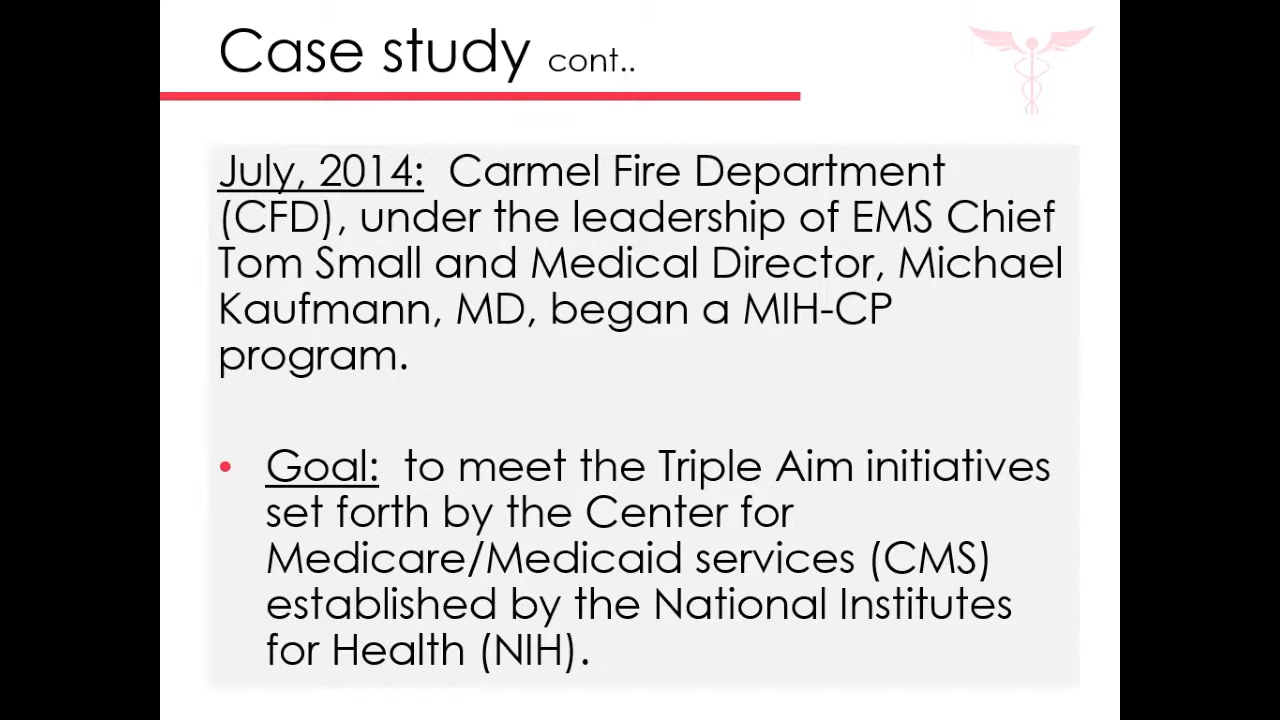 Case study cont..
July, 2014: Carmel Fire Department
(CFD), under the leadership of EMS Chief
Tom Small and Medical Director, Michael
Kaufmann, MD, began a MIH-CP
program.
• Goal: to meet the Triple Aim initiatives
set forth by the Center for
Medicare/Medicaid services (CMS)
established by the National Institutes
for Health (NIH).